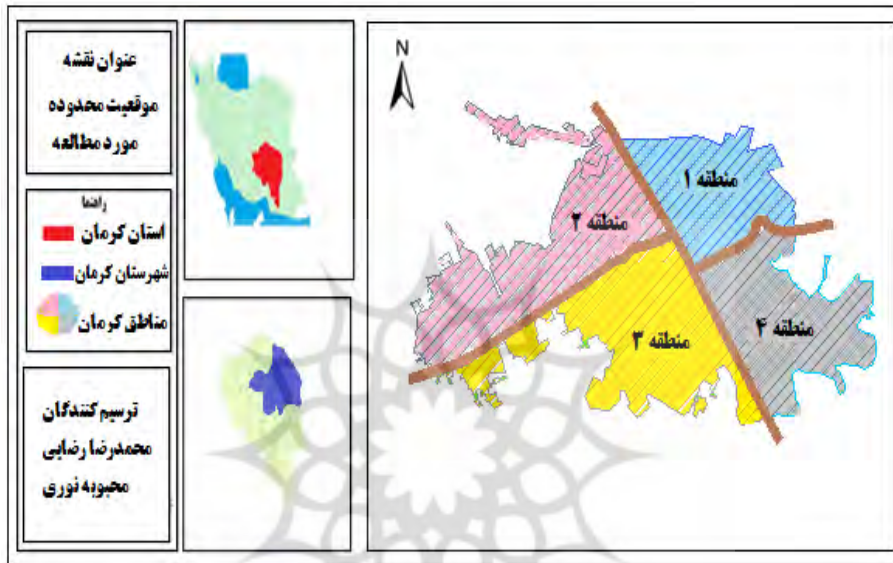 عنوان نقشه
موقعیت محدوده
مورد مطالعه
راهنما
استان کرمان
شهرستان کرمان
مناطق کرمان
ترسیم کنندگان
محمدرضا رضایی
محبوبه نوری
N
منطقه ۱
منطقه ۲
منطقه ۳
منطقه ۴